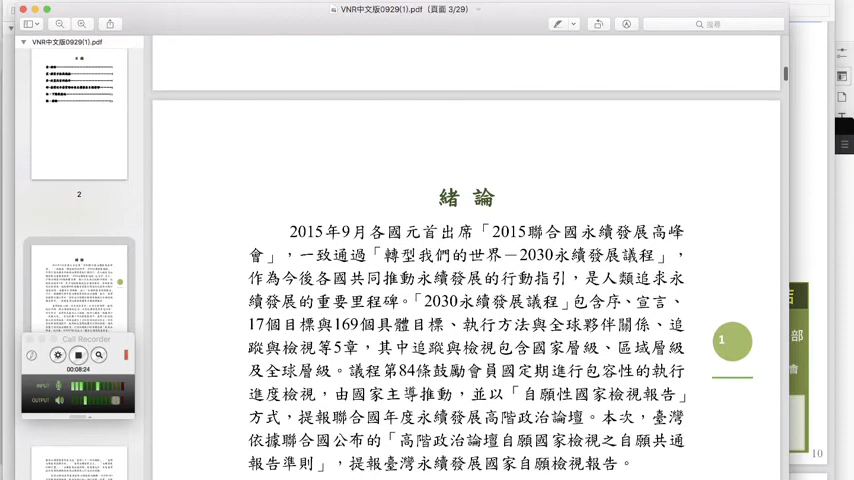 VNR中文版0929(1).pdf（頁面 3/29）
搜尋
VNR中文版0929(1).pdf
2
緒 論
2015年9月各國元首出席「2015聯合國永續發展高峰
會」，一致通過「轉型我們的世界－2030永續發展議程」，
作為今後各國共同推動永續發展的行動指引，是人類追求永
續發展的重要里程碑。「2030永續發展議程」包含序、宣言、
17個目標與169個具體目標、執行方法與全球夥伴關係、追
蹤與檢視等5章，其中追蹤與檢視包含國家層級、區域層級
及全球層級。議程第84條鼓勵會員國定期進行包容性的執行
進度檢視，由國家主導推動，並以「自願性國家檢視報告」
方式，提報聯合國年度永續發展高階政治論壇。本次，臺灣
依據聯合國公布的「高階政治論壇自願國家檢視之自願共通
報告準則」，提報臺灣永續發展國家自願檢視報告。
1
Call Recorder
00:08:24
INPUT
OUTPUT
部
會
10